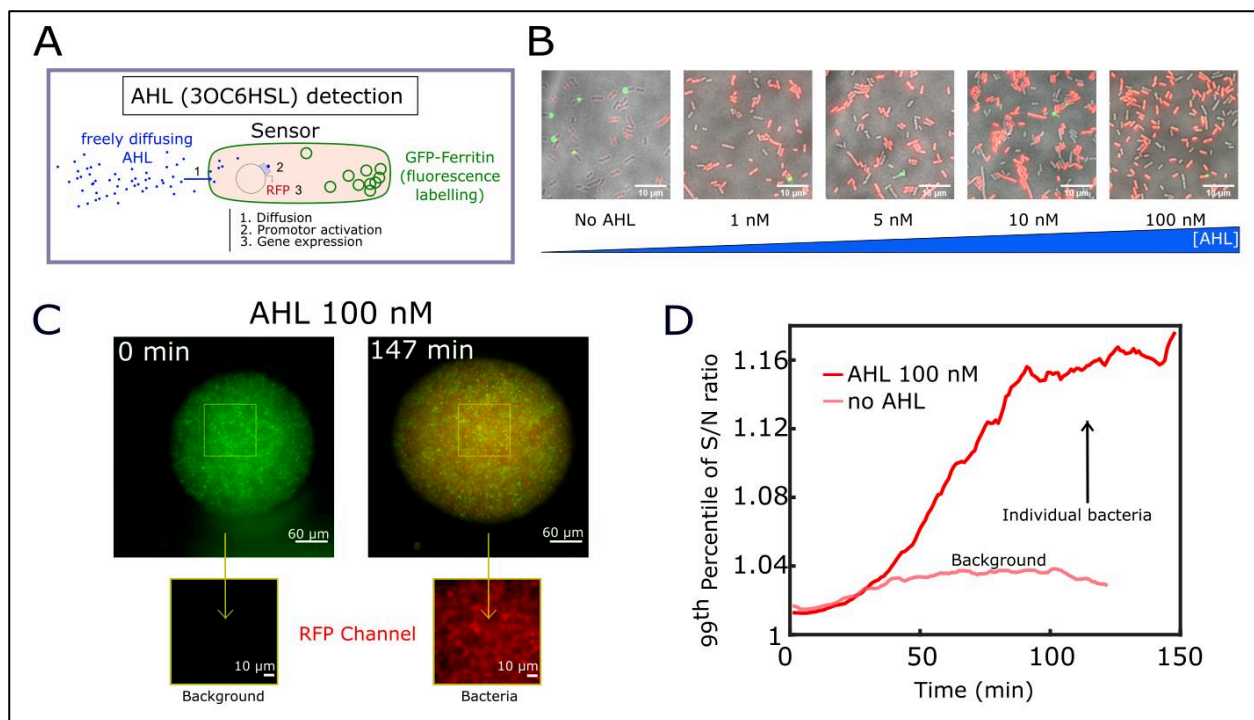 A
AHL (3OC6HSL) detection
freely diffusing
AHL
Sensor
1
2
RFP 3
GFP-Ferritin
(fluorescence
labelling)
1. Diffusion
2. Promotor activation
3. Gene expression
B
10 µm
10 µm
10 µm
10 µm
10 µm
No AHL
1 nM
5 nM
10 nM
100 nM
[AHL]
C
AHL 100 nM
0 min
147 min
60 µm
60 µm
RFP Channel
10 µm
10 µm
Background
Bacteria
D
99th Percentile of S/N ratio
1.16
1.12
1.08
1.04
1
AHL 100 nM
no AHL
Individual bacteria
Background
0
50
100
150
Time (min)